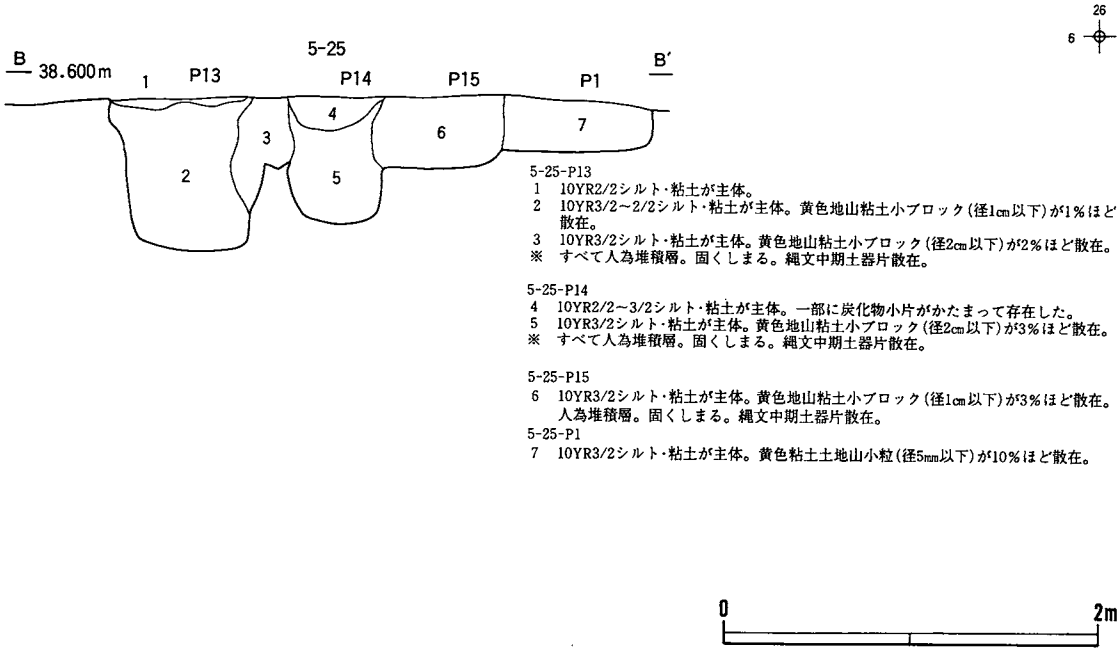 26
6
5-25
B 38.600m 1 P13 P14 P15 P1 B′
4
3
6
7
2
5
5-25-P13
1 10YR2/2シルト・粘土が主体。
2 10YR3/2~2/2シルト・粘土が主体。黄色地山粘土小ブロック(径1cm以下)が1%ほど
散在。
3 10YR3/2シルト・粘土が主体。黄色地山粘土小ブロック(径2cm以下)が2%ほど散在。
※ すべて人為堆積層。固くしまる。縄文中期土器片散在。
5-25-P14
4 10YR2/2~3/2シルト・粘土が主体。一部に炭化物小片がかたまって存在した。
5 10YR3/2シルト・粘土が主体。黄色地山粘土小ブロック(径2cm以下)が3%ほど散在。
※ すべて人為堆積層。固くしまる。縄文中期土器片散在。
5-25-P15
6 10YR3/2シルト・粘土が主体。黄色地山粘土小ブロック(径1cm以下)が3%ほど散在。
人為堆積層。固くしまる。縄文中期土器片散在。
5-25-P1
7 10YR3/2シルト・粘土が主体。黄色粘土土地山小粒(径5mm以下)が10%ほど散在。
0 2m